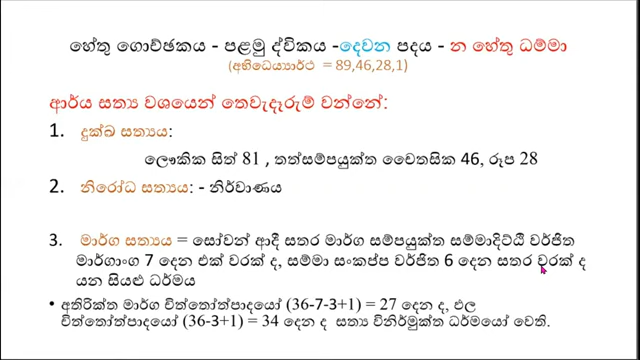 හේතු ගොච්ඡකය - පළමු ද්විකය -දෙවන පදය - න හේතු ධම්මා
(අභිධෙය්‍යාර්ථ = 89,46,28,1)
ආර්ය සත්‍ය වශයෙන් තෙවැදෑරුම් වන්නේ:
1. දුක්ඛ සත්‍යය:
ලෞකික සිත් 81 , තත්සම්පයුක්ත චෛතසික 46, රූප 28
2. නිරෝධ සත්‍යය: - නිර්වාණය
3. මාර්ග සත්‍යය = සෝවන් ආදී සතර මාර්ග සම්පයුක්ත සම්මාදිට්ඨි වර්ජිත
මාර්ගාංග 7 දෙන එක් වරක් ද, සම්මා සංකප්ප වර්ජිත 6 දෙන සතර වරක් ද
යන සියළු ධර්මය
• අතිරික්ත මාර්ග චිත්තෝත්පාදයෝ (36-7-3+1) = 27 දෙන ද, ඵල
චිත්තෝත්පාදයෝ (36-3+1) = 34 දෙන ද සත්‍ය විනිර්මුක්ත ධර්මයෝ වෙති.